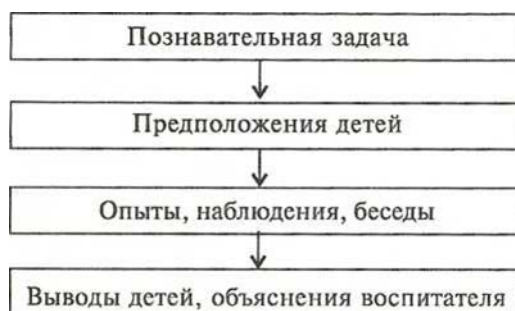 Познавательная задача
Предположения детей
Опыты, наблюдения, беседы
Выводы детей, объяснения воспитателя